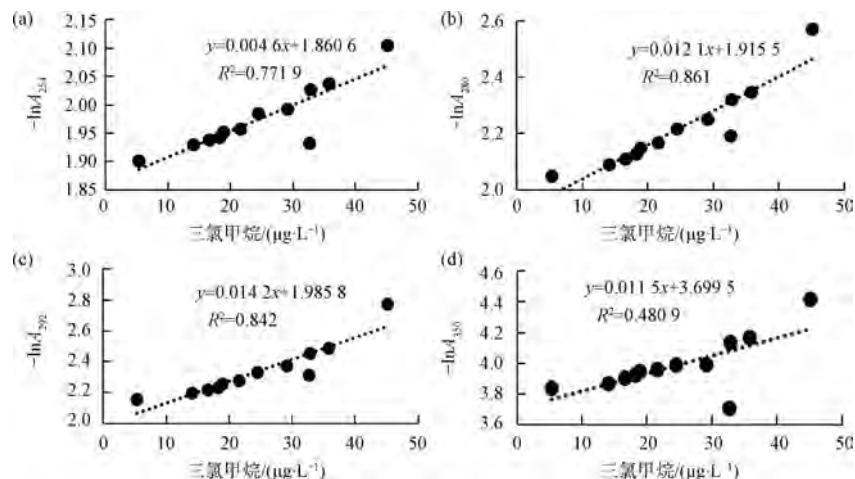 (a)
2.15
2.10
2.05
2.00
1.95
1.90
1.85
−lnA₂₅₄
y=0.004 6x+1.860 6
R²=0.771 9
0 10 20 30 40 50
三氯甲烷/(μg·L⁻¹)
(b)
2.6
2.4
2.2
2.0
−lnA₂₈₀
y=0.012 1x+1.915 5
R²=0.861
0 10 20 30 40 50
三氯甲烷/(μg·L⁻¹)
(c)
3.0
2.8
2.6
2.4
2.2
2.0
−lnA₂₉₂
y=0.014 2x+1.985 8
R²=0.842
0 10 20 30 40 50
三氯甲烷/(μg·L⁻¹)
(d)
4.6
4.4
4.2
4.0
3.8
3.6
−lnA₃₅₀
y=0.011 5x+3.699 5
R²=0.480 9
0 10 20 30 40 50
三氯甲烷/(μg·L⁻¹)